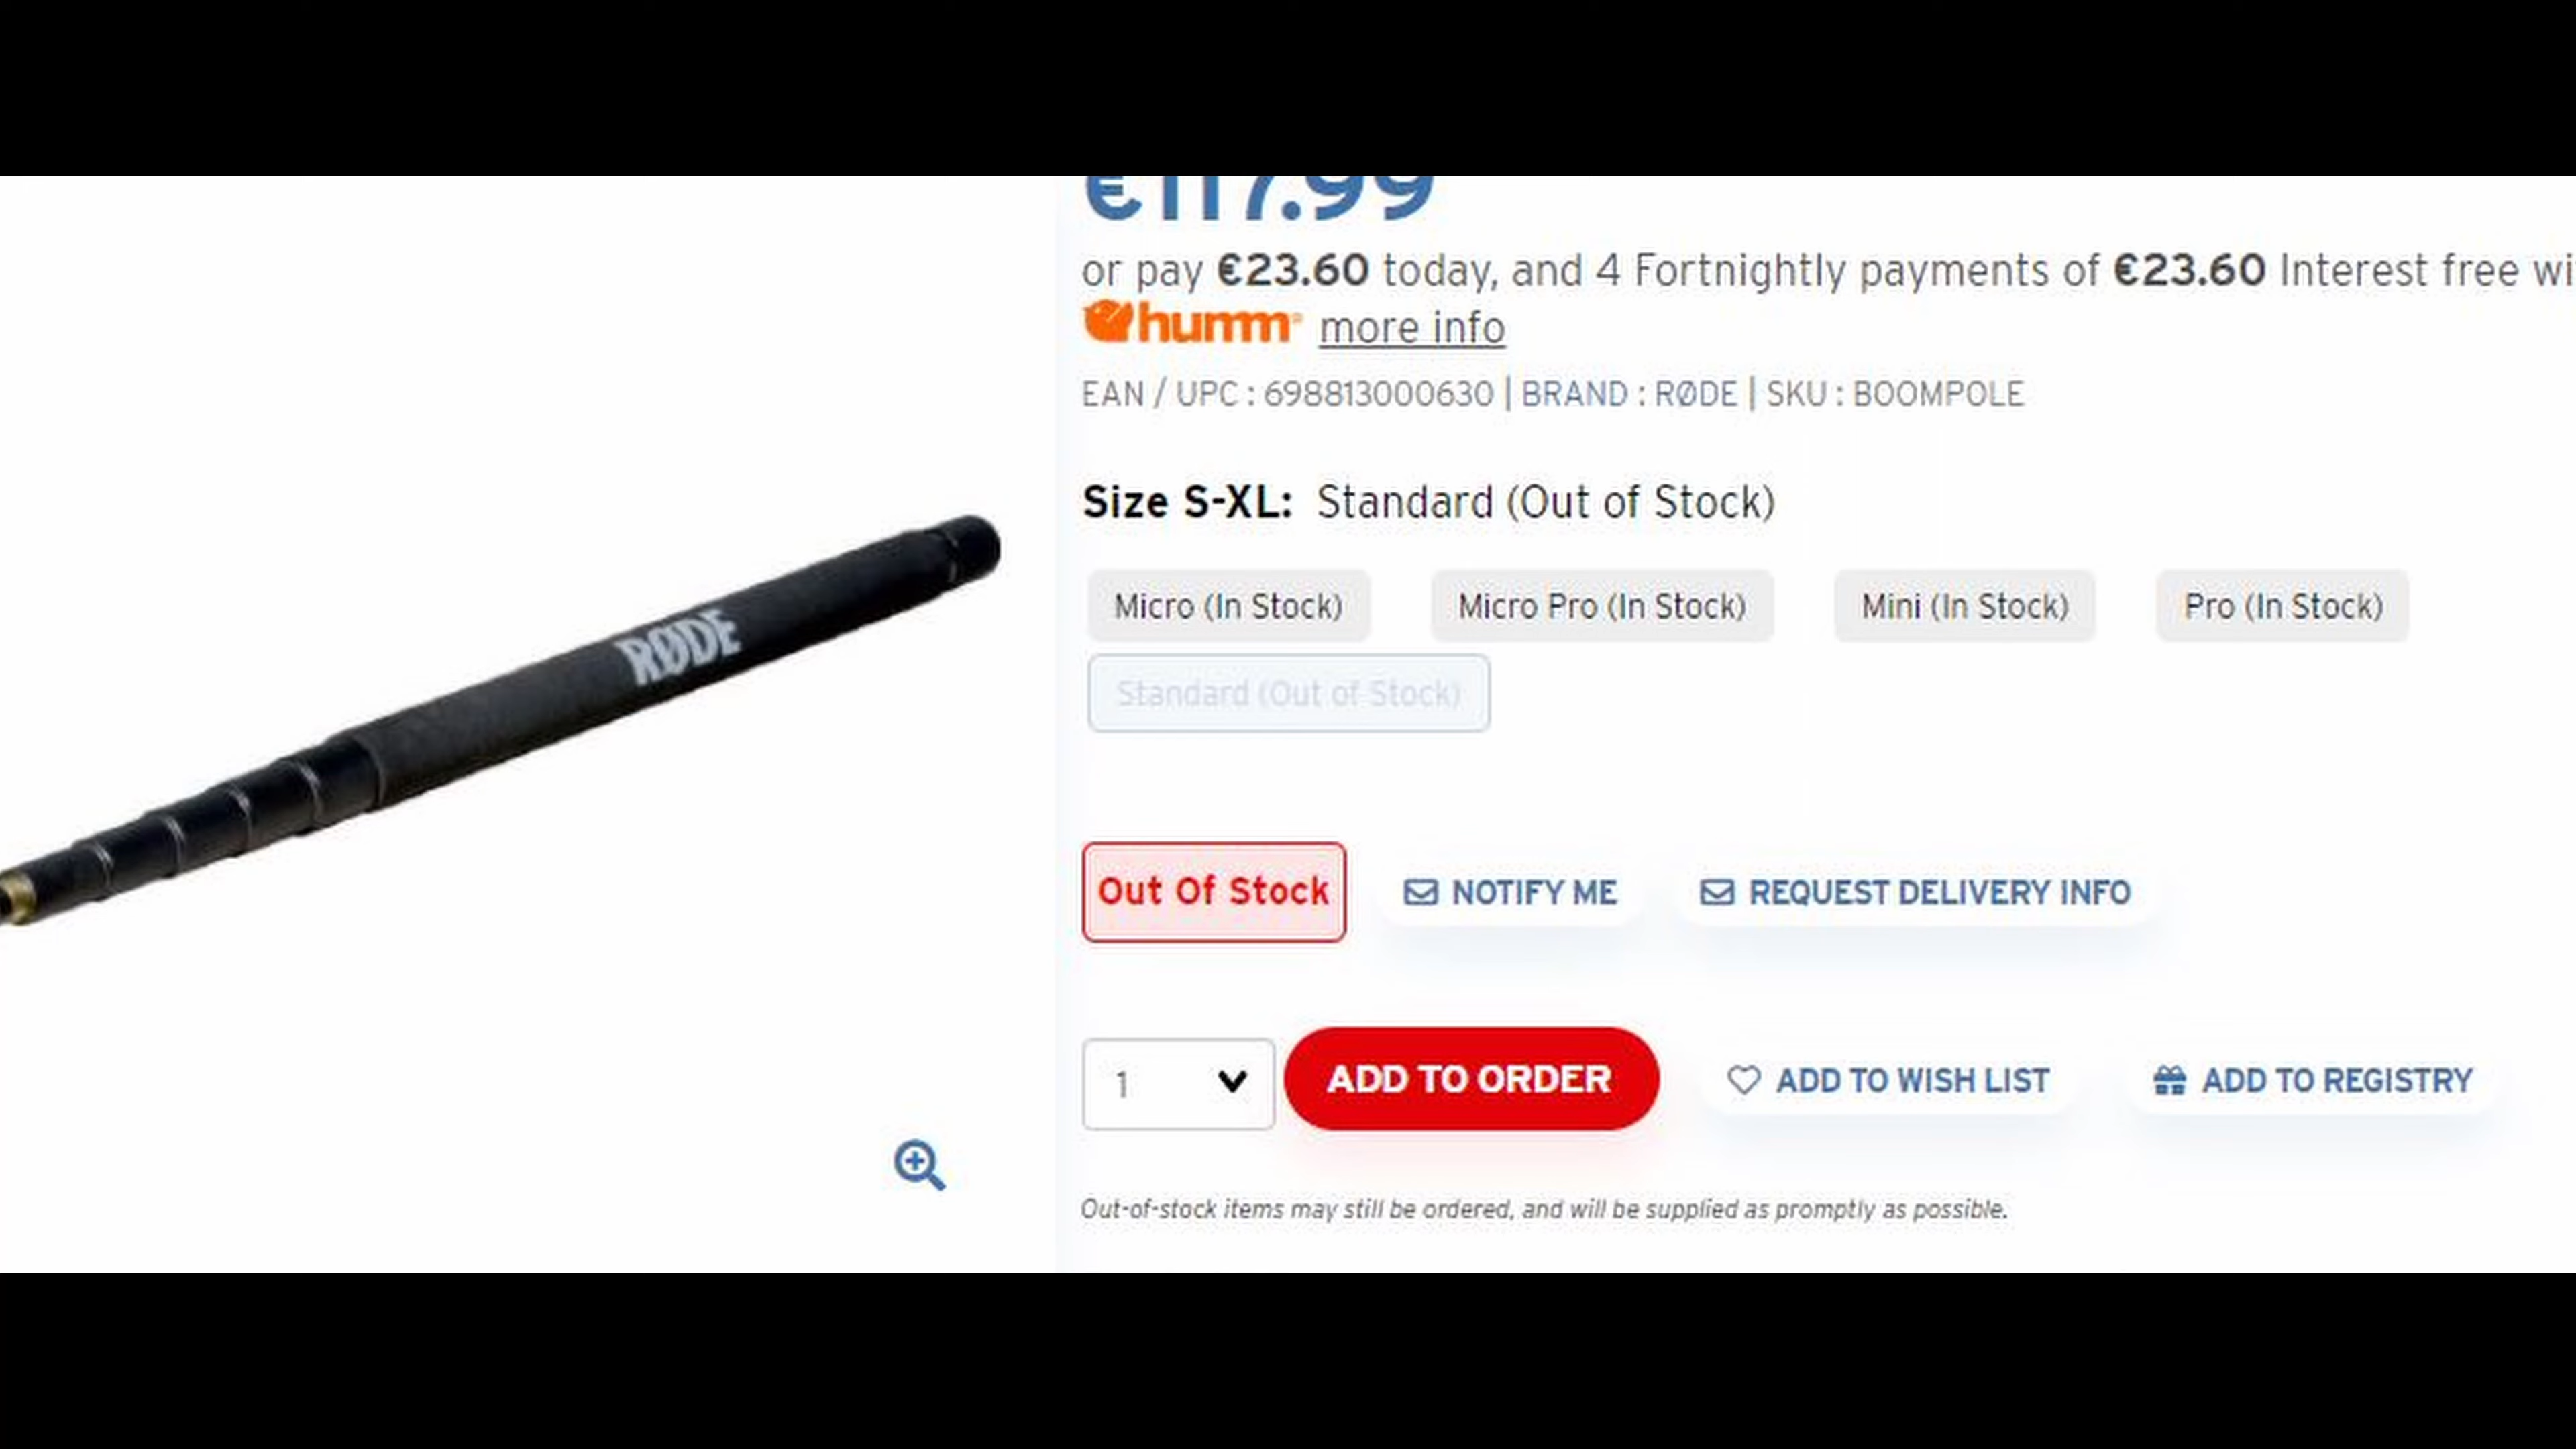 €117.99
or pay €23.60 today, and 4 Fortnightly payments of €23.60 Interest free
humm more info
EAN / UPC : 698813000630 | BRAND : RØDE | SKU : BOOMPOLE
Size S-XL: Standard (Out of Stock)
Micro (In Stock) Micro Pro (In Stock) Mini (In Stock) Pro (In Stock)
RØDE
Standard (Out of Stock)
Out Of Stock NOTIFY ME REQUEST DELIVERY INFO
1 ADD TO ORDER ADD TO WISH LIST ADD TO REGISTRY
Out-of-stock items may still be ordered, and will be supplied as promptly as possible.